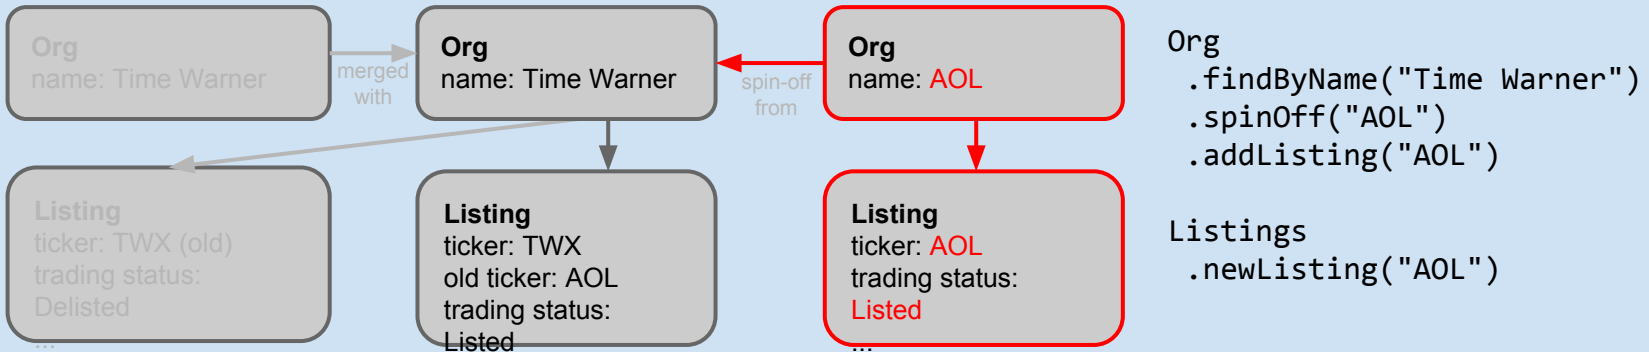 Org
name: Time Warner
merged
with
Org
name: Time Warner
spin-off
from
Org
name: AOL
Listing
ticker: TWX (old)
trading status:
Delisted
...
Listing
ticker: TWX
old ticker: AOL
trading status:
Listed
Listing
ticker: AOL
trading status:
Listed
...
Org
.findByName("Time Warner")
.spinOff("AOL")
.addListing("AOL")
Listings
.newListing("AOL")